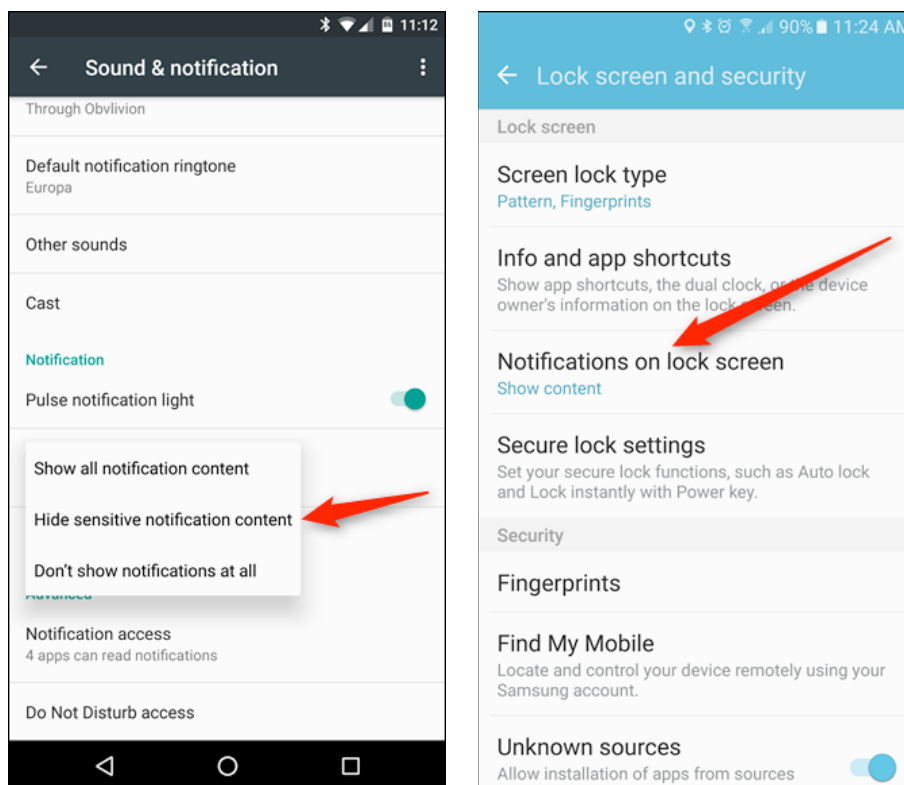 11:12
Sound & notification
Through Obvlivion
Default notification ringtone
Europa
Other sounds
Cast
Notification
Pulse notification light
Show all notification content
Hide sensitive notification content
Don't show notifications at all
Advanced
Notification access
4 apps can read notifications
Do Not Disturb access
90% 11:24 AM
Lock screen and security
Lock screen
Screen lock type
Pattern, Fingerprints
Info and app shortcuts
Show app shortcuts, the dual clock, or the device
owner's information on the lock screen.
Notifications on lock screen
Show content
Secure lock settings
Set your secure lock functions, such as Auto lock
and Lock instantly with Power key.
Security
Fingerprints
Find My Mobile
Locate and control your device remotely using your
Samsung account.
Unknown sources
Allow installation of apps from sources